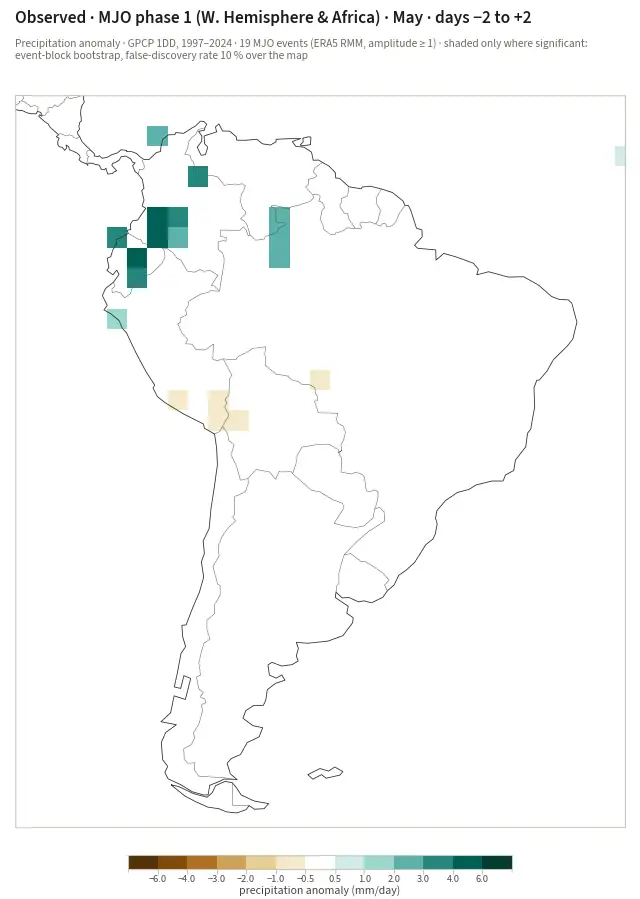 Observed · MJO phase 1 (W. Hemisphere & Africa) · May · days −2 to +2
Precipitation anomaly · GPCP 1DD, 1997–2024 · 19 MJO events (ERA5 RMM, amplitude ≥ 1) · shaded only where significant:
event-block bootstrap, false-discovery rate 10 % over the map
−6.0 −4.0 −3.0 −2.0 −1.0 −0.5 0.5 1.0 2.0 3.0 4.0 6.0
precipitation anomaly (mm/day)